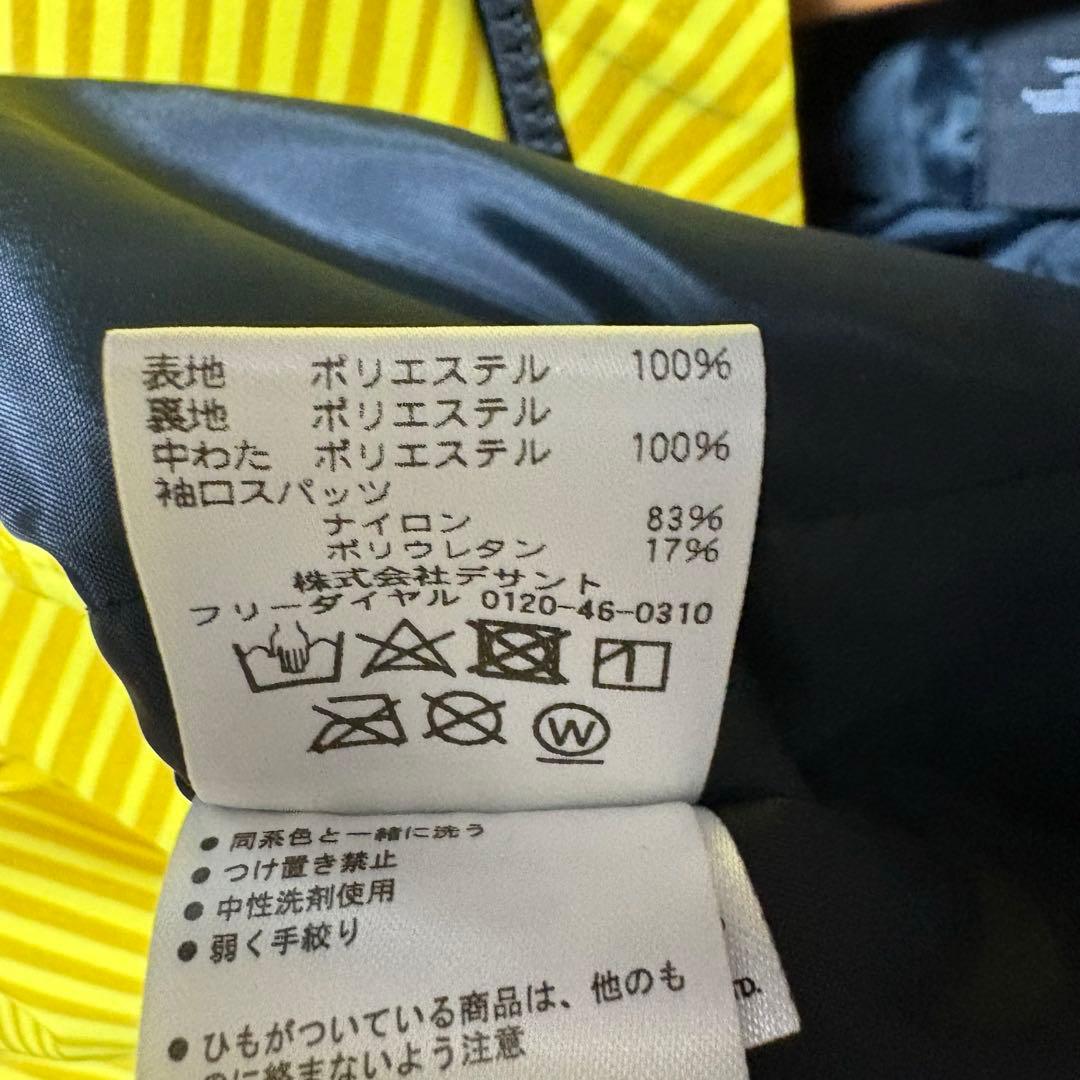 表地 ポリエステル 100%
裏地 ポリエステル
中わた ポリエステル 100%
袖口スパッツ
ナイロン 83%
ポリウレタン 17%
株式会社デサント
フリーダイヤル 0120-46-0310
W
● 同系色と一緒に洗う
● つけ置き禁止
● 中性洗剤使用
● 弱く手絞り
● ひもがついている商品は、他のも
のに絡まないよう注意
TD.